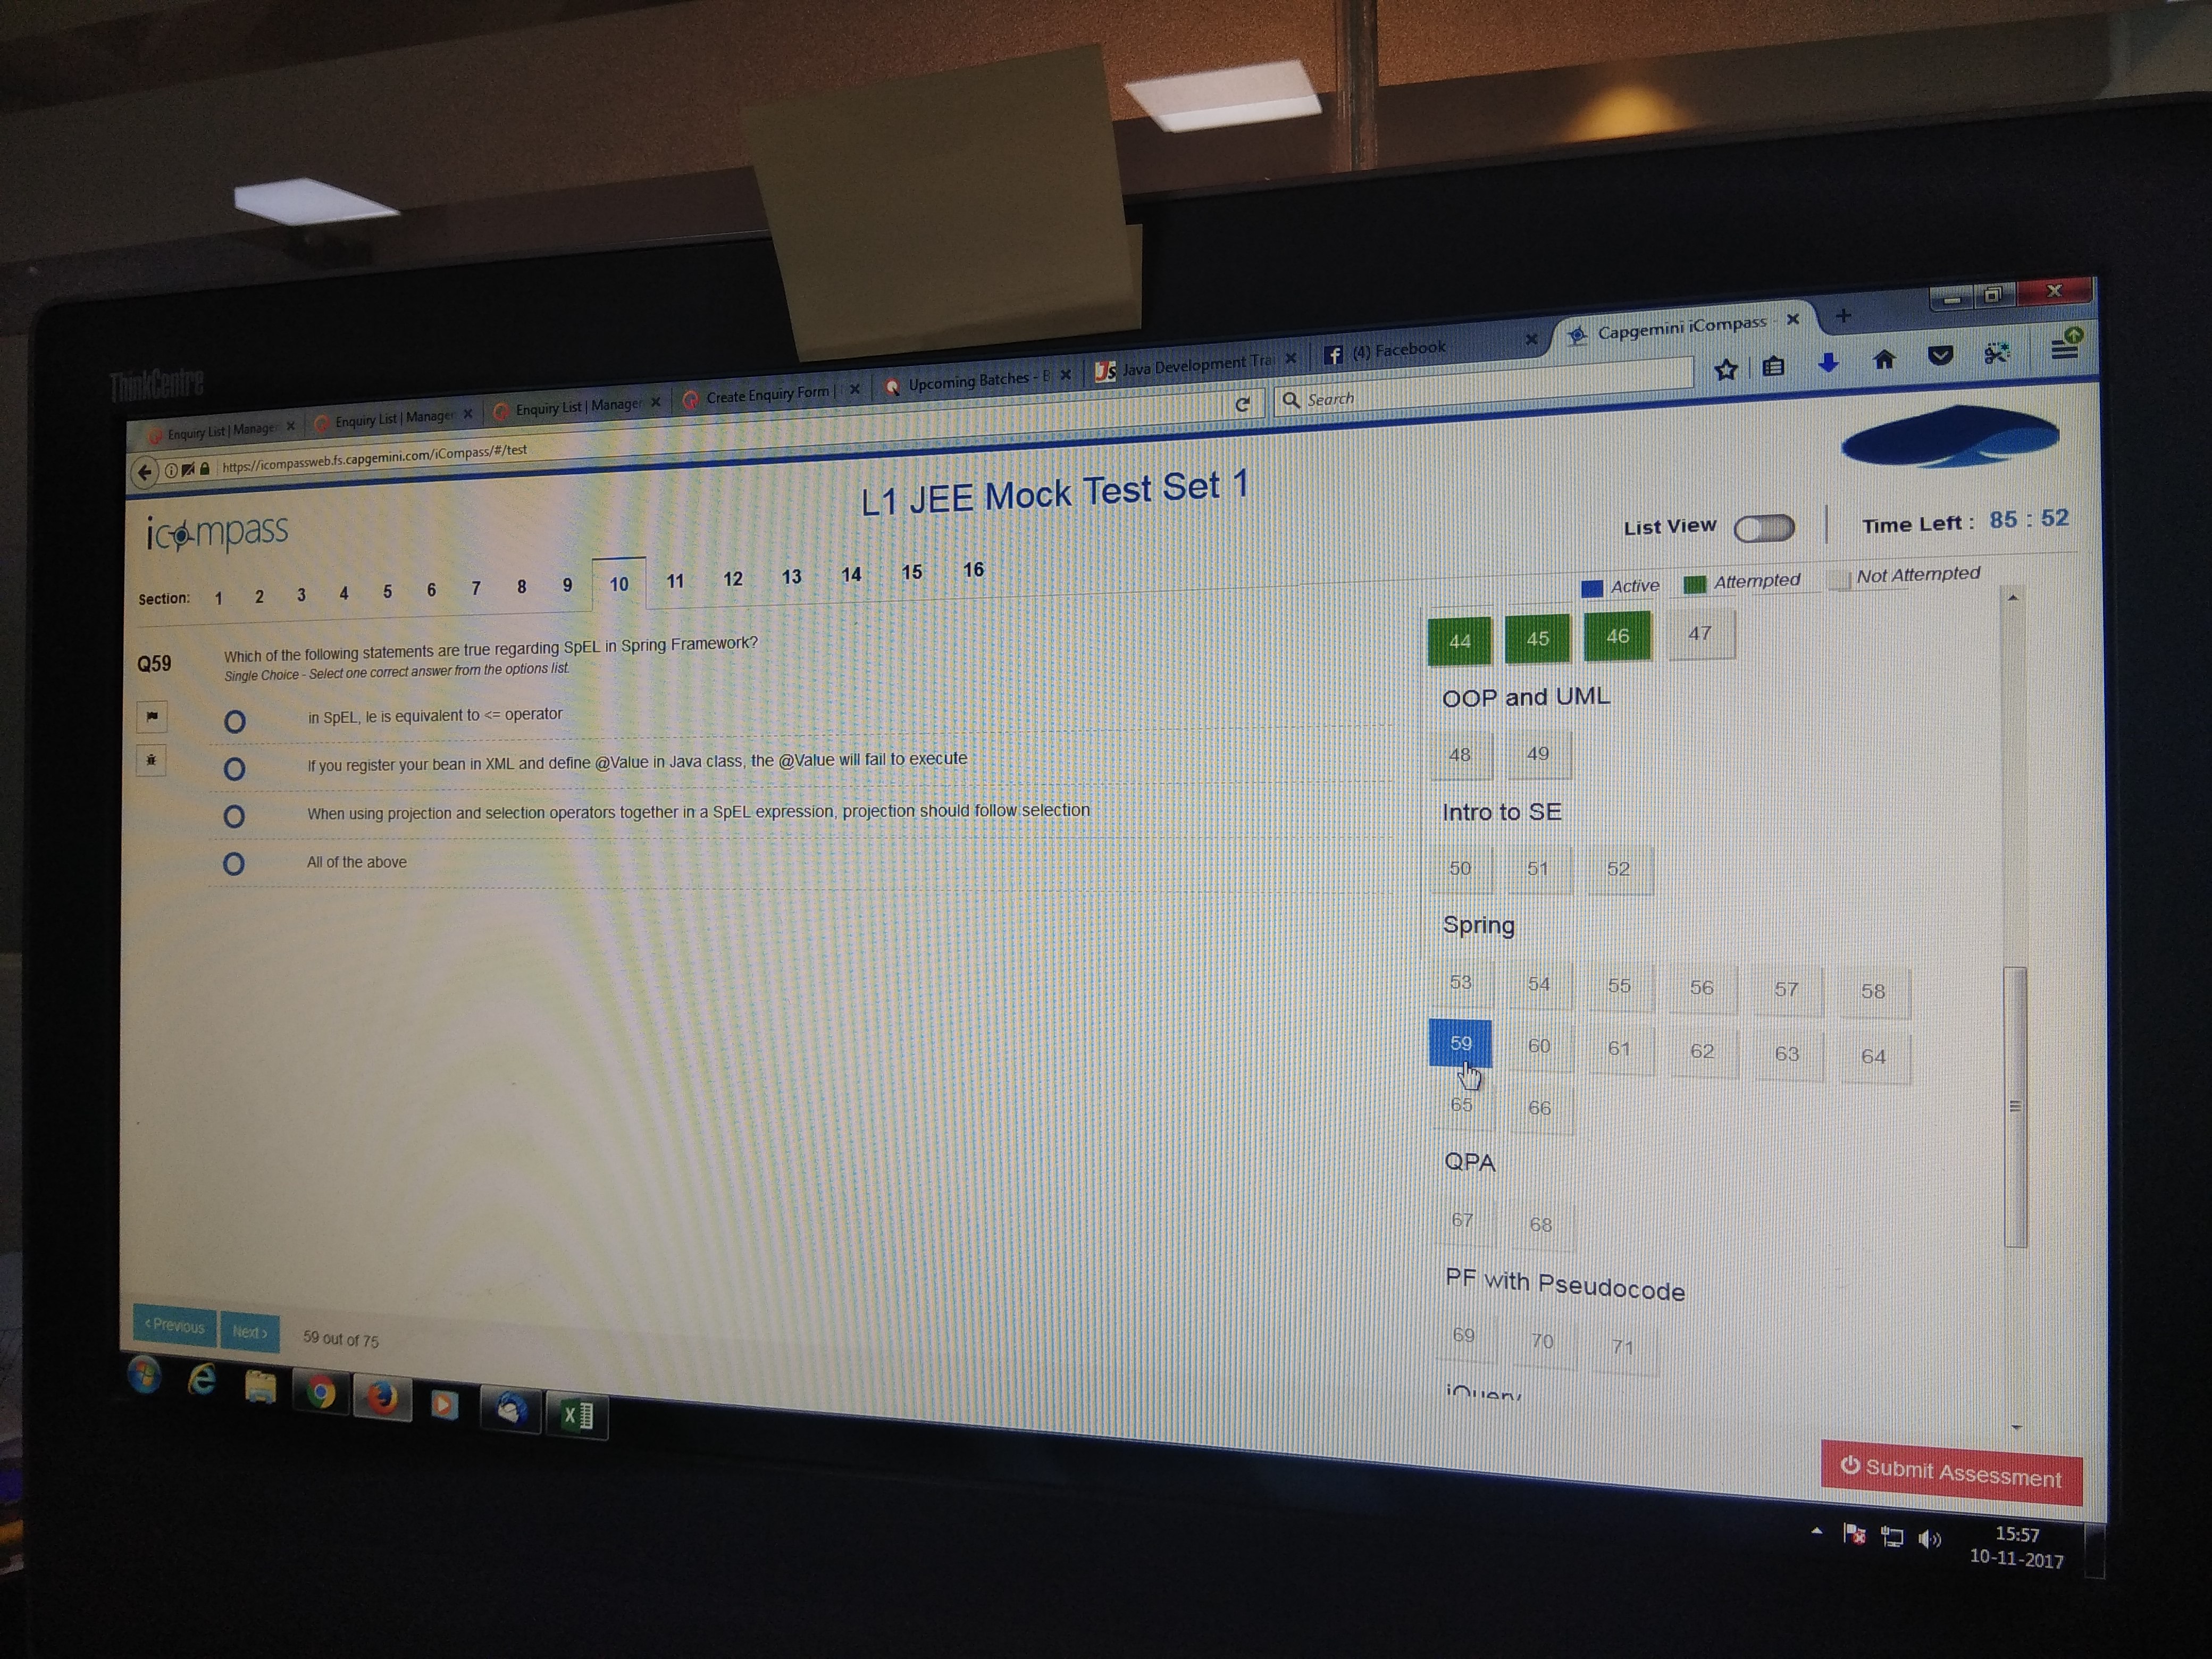 ThinkCentre
Enquiry List | Manage
Enquiry List | Manager
Enquiry List | Manager
Create Enquiry Form |
Upcoming Batches - B
Java Development Tra
(4) Facebook
Capgemini iCompass
https://icompassweb.fs.capgemini.com/iCompass/#/test
Search
icompass
L1 JEE Mock Test Set 1
List View
Time Left : 85 : 52
Section: 1 2 3 4 5 6 7 8 9 10 11 12 13 14 15 16
Active Attempted Not Attempted
Q59
Which of the following statements are true regarding SpEL in Spring Framework?
Single Choice - Select one correct answer from the options list.
in SpEL, le is equivalent to <= operator
If you register your bean in XML and define @Value in Java class, the @Value will fail to execute
When using projection and selection operators together in a SpEL expression, projection should follow selection
All of the above
44 45 46 47
OOP and UML
48 49
Intro to SE
50 51 52
Spring
53 54 55 56 57 58
59 60 61 62 63 64
65 66
QPA
67 68
PF with Pseudocode
69 70 71
jQuery
< Previous
Next >
59 out of 75
Submit Assessment
15:57
10-11-2017